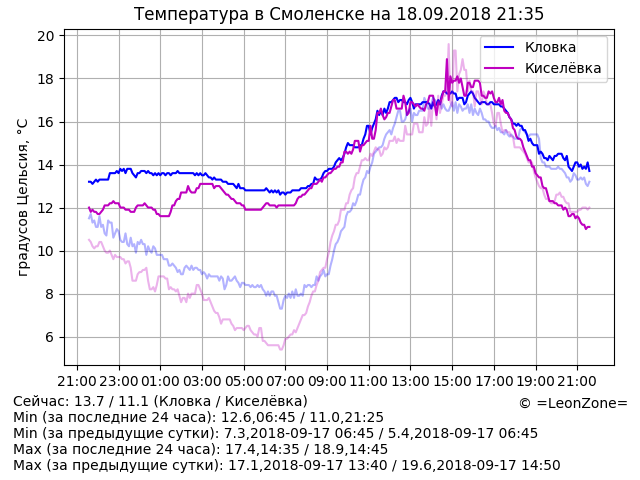 Температура в Смоленске на 18.09.2018 21:35
Кловка
Киселёвка
градусов Цельсия, °C
20
18
16
14
12
10
8
6
21:00 23:00 01:00 03:00 05:00 07:00 09:00 11:00 13:00 15:00 17:00 19:00 21:00
Сейчас: 13.7 / 11.1 (Кловка / Киселёвка)
© =LeonZone=
Min (за последние 24 часа): 12.6,06:45 / 11.0,21:25
Min (за предыдущие сутки): 7.3,2018-09-17 06:45 / 5.4,2018-09-17 06:45
Max (за последние 24 часа): 17.4,14:35 / 18.9,14:45
Max (за предыдущие сутки): 17.1,2018-09-17 13:40 / 19.6,2018-09-17 14:50